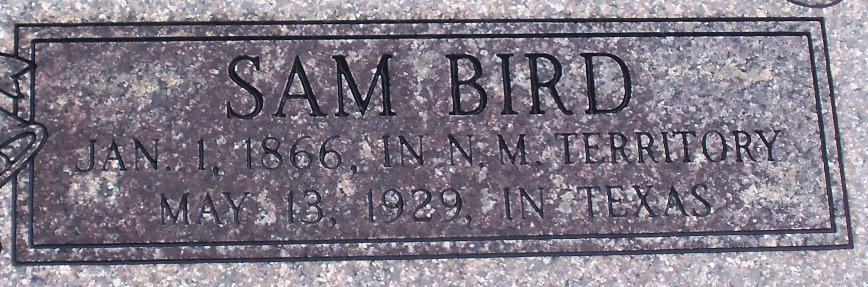 SAM BIRD
JAN. 1, 1866, IN N.M. TERRITORY
MAY 13, 1929, IN TEXAS